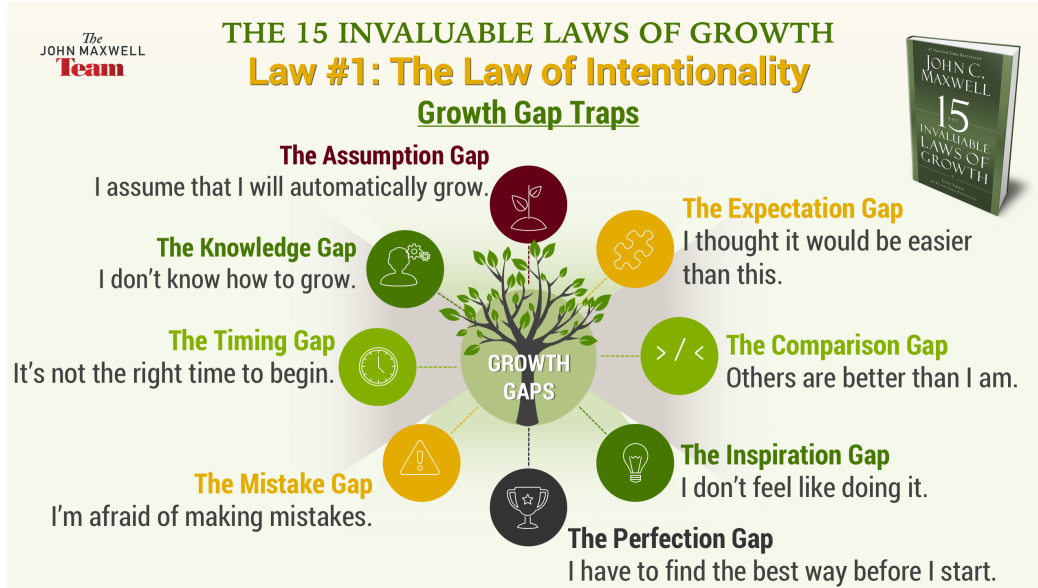 The
JOHN MAXWELL
Team
THE 15 INVALUABLE LAWS OF GROWTH
Law #1: The Law of Intentionality
Growth Gap Traps
JOHN C.
MAXWELL
15
INVALUABLE
LAWS OF
GROWTH
The Assumption Gap
I assume that I will automatically grow.
The Knowledge Gap
I don't know how to grow.
The Timing Gap
It's not the right time to begin.
The Mistake Gap
I'm afraid of making mistakes.
GROWTH
GAPS
The Expectation Gap
I thought it would be easier
than this.
> / <
The Comparison Gap
Others are better than I am.
The Inspiration Gap
I don't feel like doing it.
The Perfection Gap
I have to find the best way before I start.